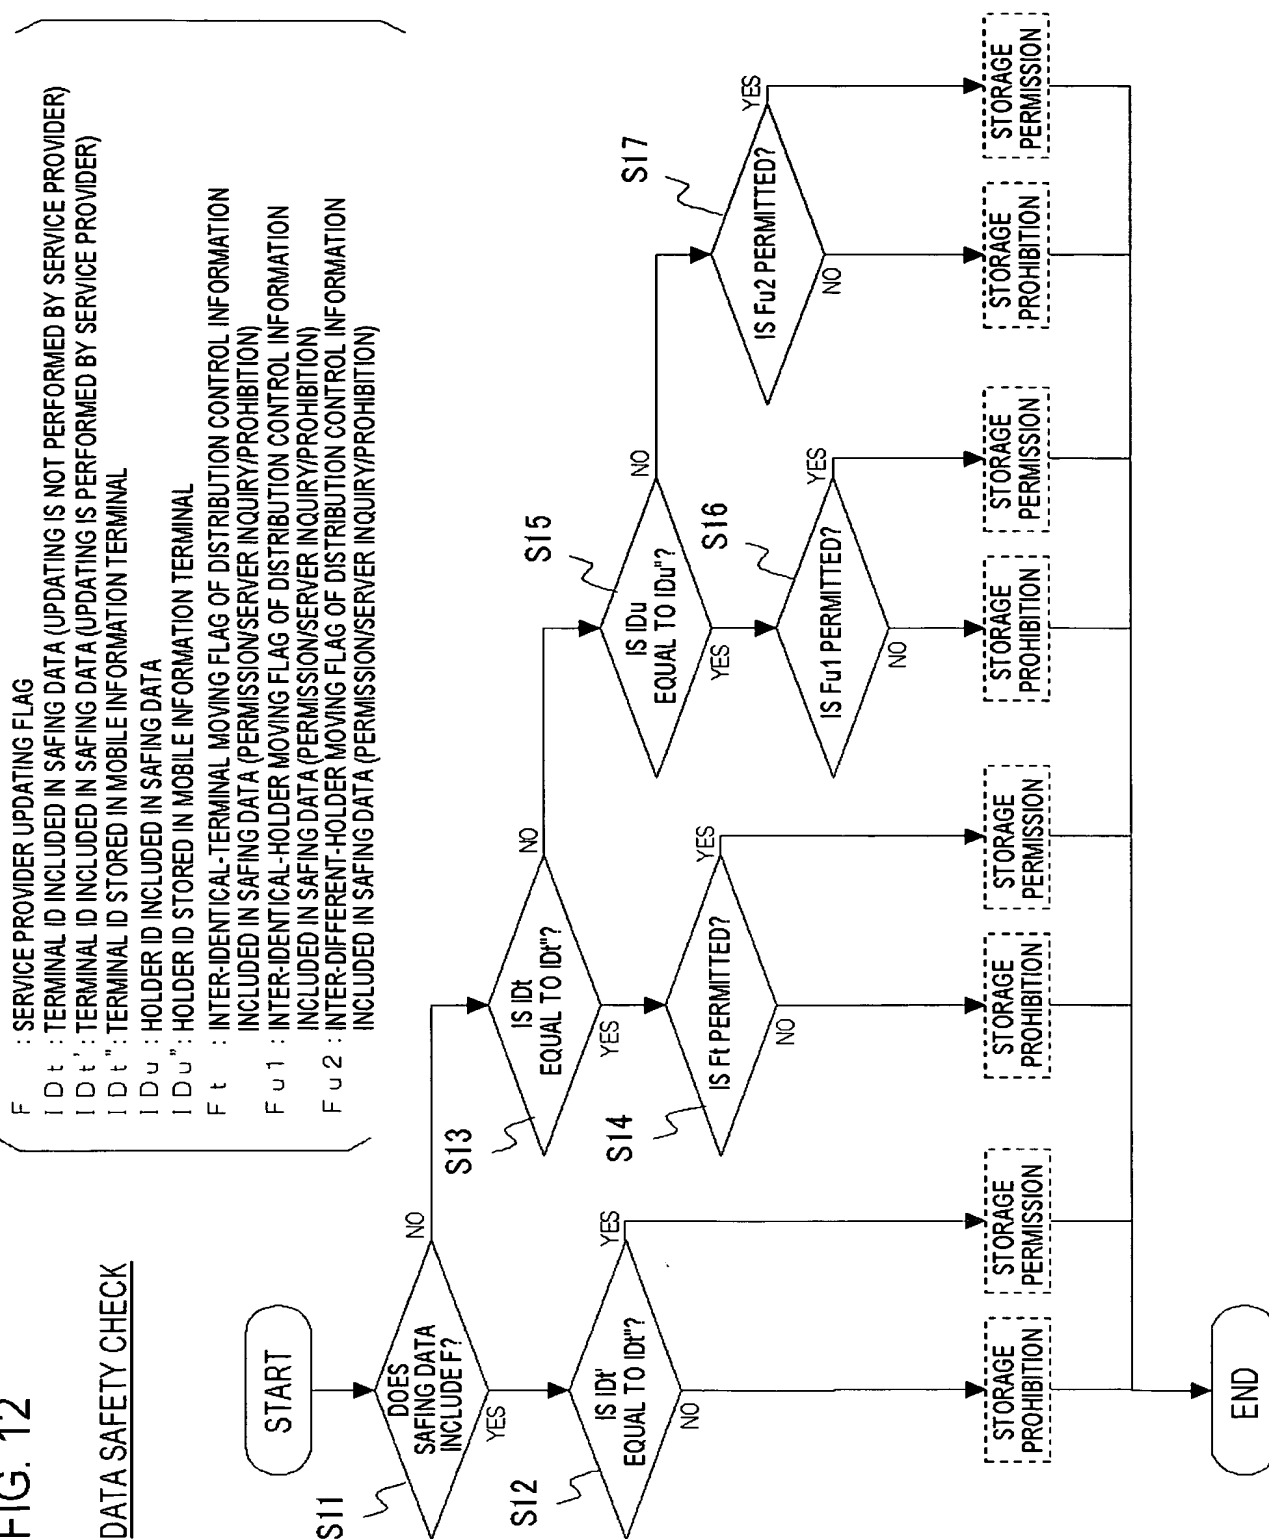 FIG. 12
DATA SAFETY CHECK
F : SERVICE PROVIDER UPDATING FLAG
IDt : TERMINAL ID INCLUDED IN SAFING DATA (UPDATING IS NOT PERFORMED BY SERVICE PROVIDER)
IDt' : TERMINAL ID INCLUDED IN SAFING DATA (UPDATING IS PERFORMED BY SERVICE PROVIDER)
IDt" : TERMINAL ID STORED IN MOBILE INFORMATION TERMINAL
IDu : HOLDER ID INCLUDED IN SAFING DATA
IDu" : HOLDER ID STORED IN MOBILE INFORMATION TERMINAL
Ft : INTER-IDENTICAL-TERMINAL MOVING FLAG OF DISTRIBUTION CONTROL INFORMATION
INCLUDED IN SAFING DATA (PERMISSION/SERVER INQUIRY/PROHIBITION)
Fu1 : INTER-IDENTICAL-HOLDER MOVING FLAG OF DISTRIBUTION CONTROL INFORMATION
INCLUDED IN SAFING DATA (PERMISSION/SERVER INQUIRY/PROHIBITION)
Fu2 : INTER-DIFFERENT-HOLDER MOVING FLAG OF DISTRIBUTION CONTROL INFORMATION
INCLUDED IN SAFING DATA (PERMISSION/SERVER INQUIRY/PROHIBITION)
START
S11
DOES
SAFING DATA
INCLUDE F?
NO
YES
S12
IS IDt'
EQUAL TO IDt"?
YES
NO
S13
IS IDt
EQUAL TO IDt"?
NO
YES
S14
IS Ft PERMITTED?
YES
NO
S15
IS IDu
EQUAL TO IDu"?
NO
YES
S16
IS Fu1 PERMITTED?
YES
NO
S17
IS Fu2 PERMITTED?
YES
NO
STORAGE
PROHIBITION
STORAGE
PERMISSION
STORAGE
PROHIBITION
STORAGE
PERMISSION
STORAGE
PROHIBITION
STORAGE
PERMISSION
STORAGE
PROHIBITION
STORAGE
PERMISSION
END